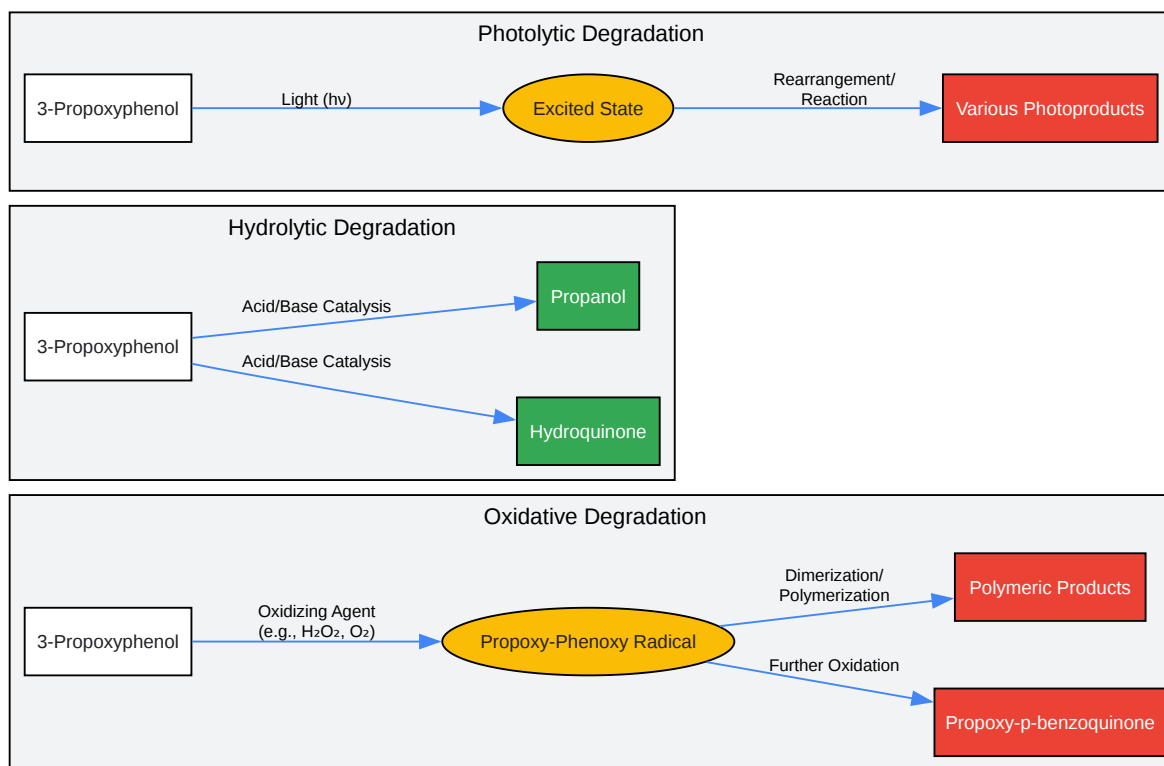 Photolytic Degradation
3-Propoxyphenol
Light (hν)
Excited State
Rearrangement/
Reaction
Various Photoproducts
Hydrolytic Degradation
3-Propoxyphenol
Acid/Base Catalysis
Propanol
Acid/Base Catalysis
Hydroquinone
Oxidative Degradation
3-Propoxyphenol
Oxidizing Agent
(e.g., H₂O₂, O₂)
Propoxy-Phenoxy Radical
Dimerization/
Polymerization
Polymeric Products
Further Oxidation
Propoxy-p-benzoquinone